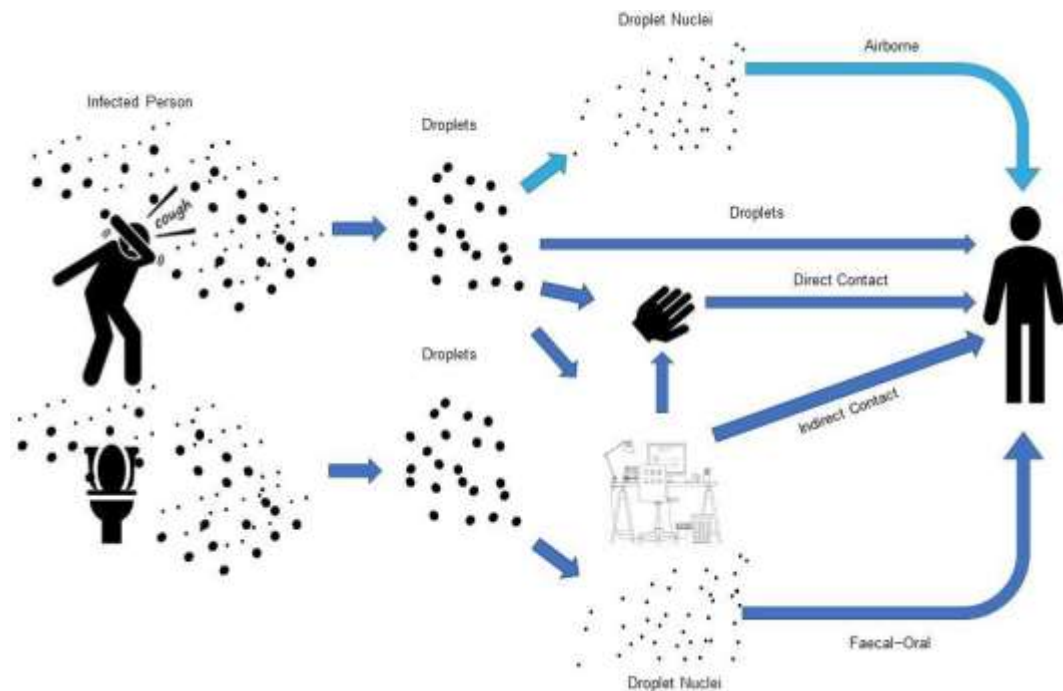 Droplet Nuclei
Airborne
Infected Person
Droplets
cough
Droplets
Direct Contact
Droplets
Indirect Contact
Faecal-Oral
Droplet Nuclei